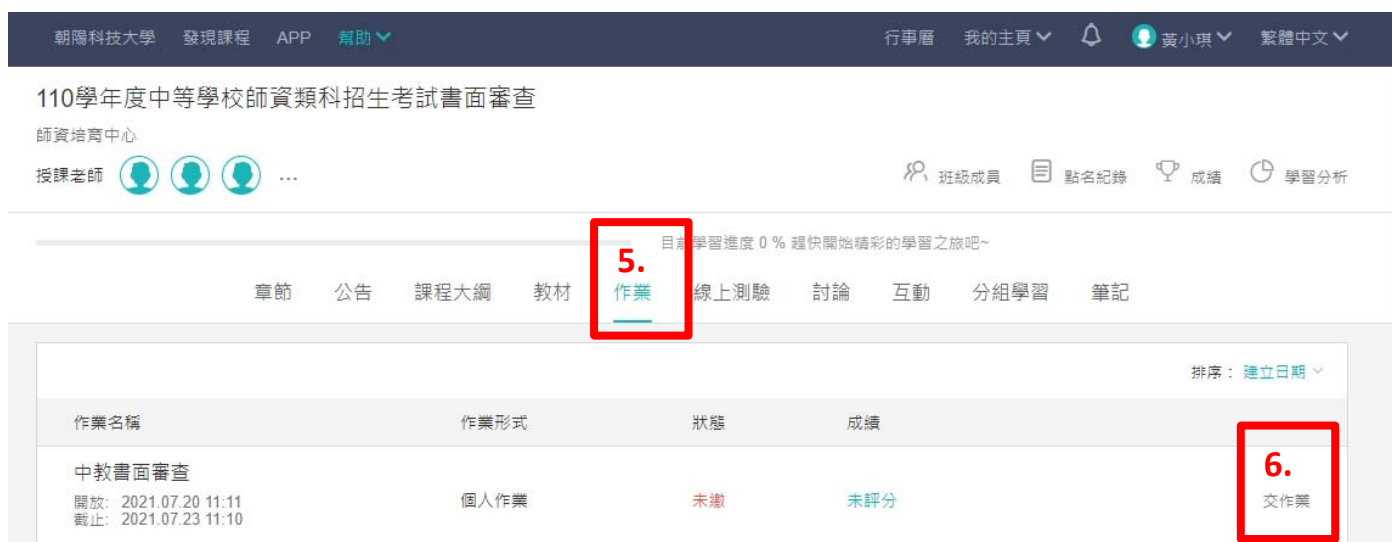 朝陽科技大學 發現課程 APP 幫助 行事曆 我的主頁 黃小琪 繁體中文
110學年度中等學校師資類科招生考試書面審查
師資培育中心
授課老師 ... 班級成員 點名紀錄 成績 學習分析
目前學習進度 0 % 趕快開始精彩的學習之旅吧~
5.
章節 公告 課程大綱 教材 作業 線上測驗 討論 互動 分組學習 筆記
排序： 建立日期
作業名稱 作業形式 狀態 成績
6.
中教書面審查
開放: 2021.07.20 11:11 個人作業 未繳 未評分 交作業
截止: 2021.07.23 11:10